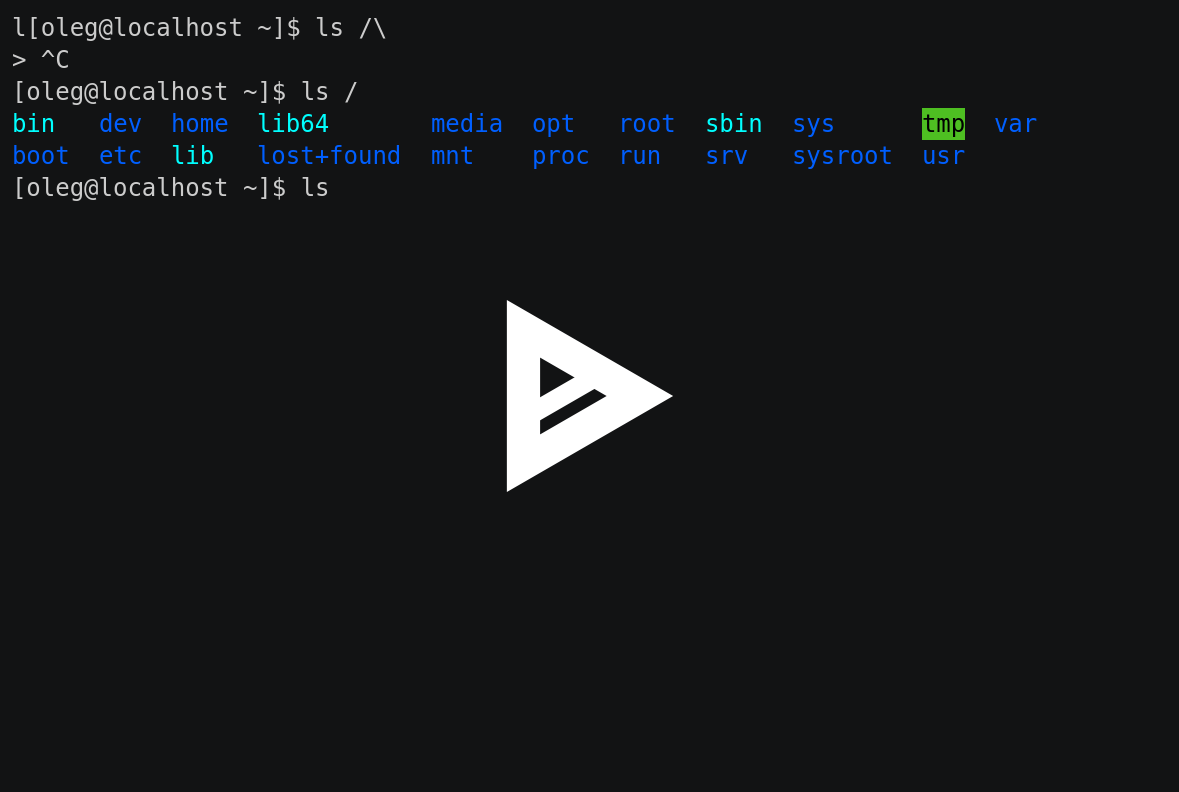 l[oleg@localhost ~]$ ls /\
> ^C
[oleg@localhost ~]$ ls /
bin   dev  home  lib64       media  opt   root  sbin  sys      tmp  var
boot  etc  lib   lost+found  mnt    proc  run   srv   sysroot  usr
[oleg@localhost ~]$ ls